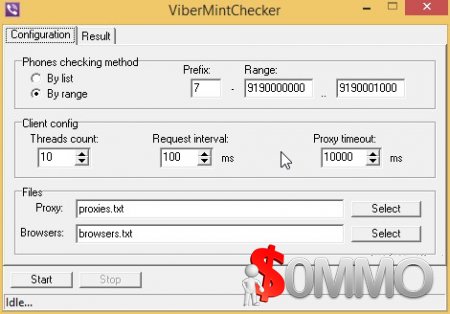 ViberMintChecker
Configuration Result
Phones checking method
By list
By range
Prefix: Range:
7 - 9190000000 .. 9190001000
Client config
Threads count: Request interval: Proxy timeout:
10 100 ms 10000 ms
Files
Proxy: proxies.txt Select
Browsers: browsers.txt Select
Start Stop
Idle...
$0MMO